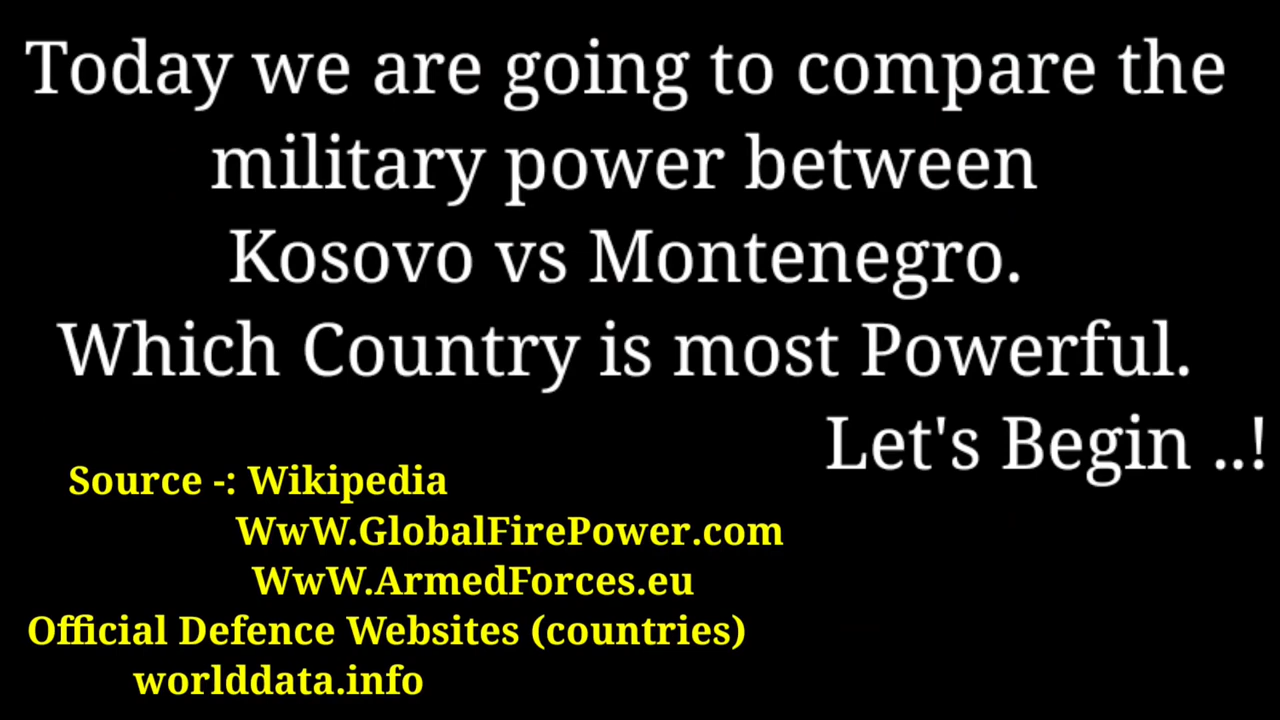 Today we are going to compare the
military power between
Kosovo vs Montenegro.
Which Country is most Powerful.
Let's Begin ..!
Source -: Wikipedia
WwW.GlobalFirePower.com
WwW.ArmedForces.eu
Official Defence Websites (countries)
worlddata.info